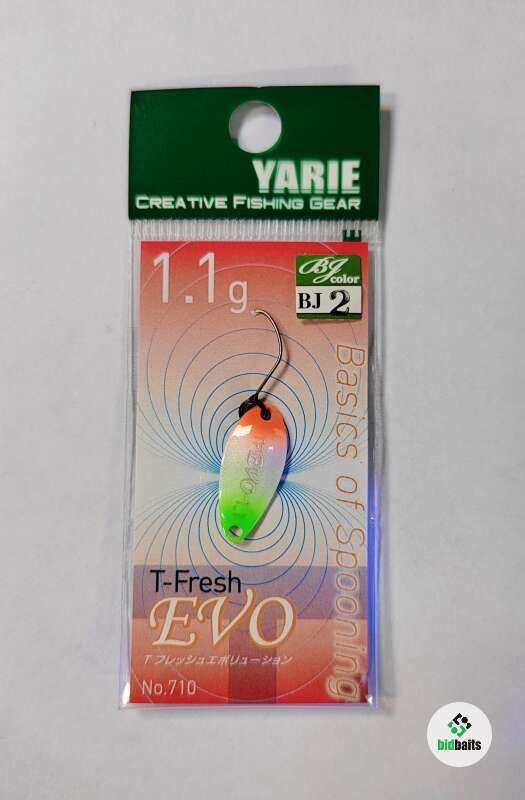 YARIE
CREATIVE FISHING GEAR
1.1g
BJ
color
BJ 2
Basics of Spooning
T-Fresh
EVO
T フレッシュエボリューション
No.710
bidbaits